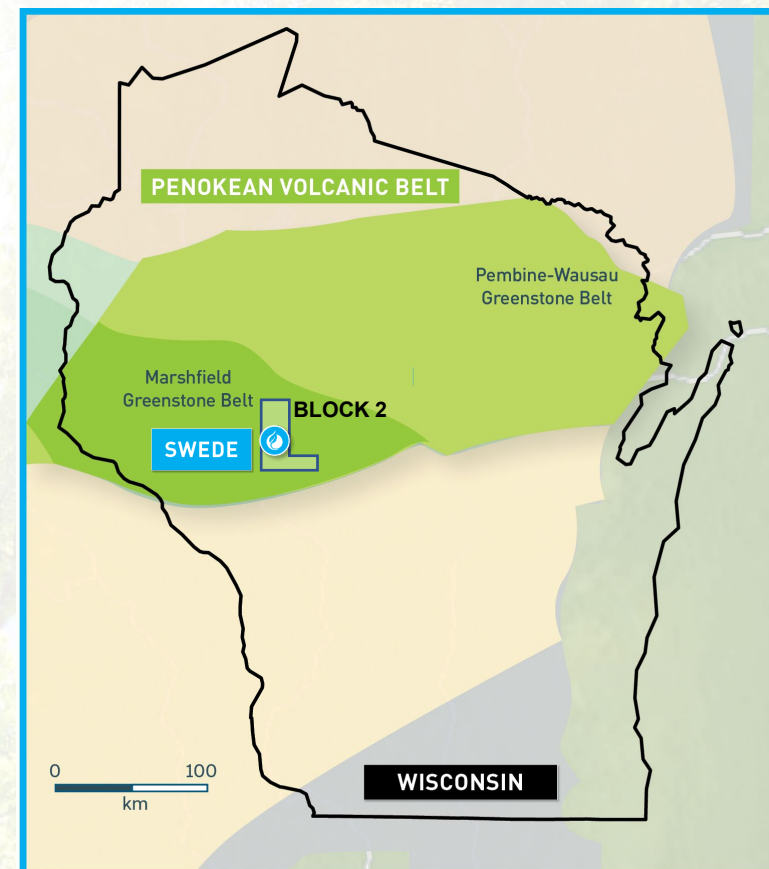 PENOKEAN VOLCANIC BELT
Pembine-Wausau
Greenstone Belt
Marshfield
Greenstone Belt
BLOCK 2
SWEDE
0 100
km
WISCONSIN